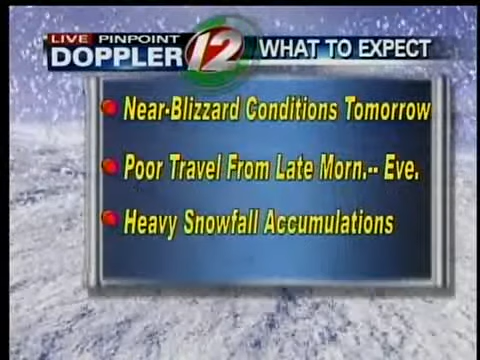 LIVE PINPOINT
DOPPLER 12 WHAT TO EXPECT
Near-Blizzard Conditions Tomorrow
Poor Travel From Late Morn.-- Eve.
Heavy Snowfall Accumulations